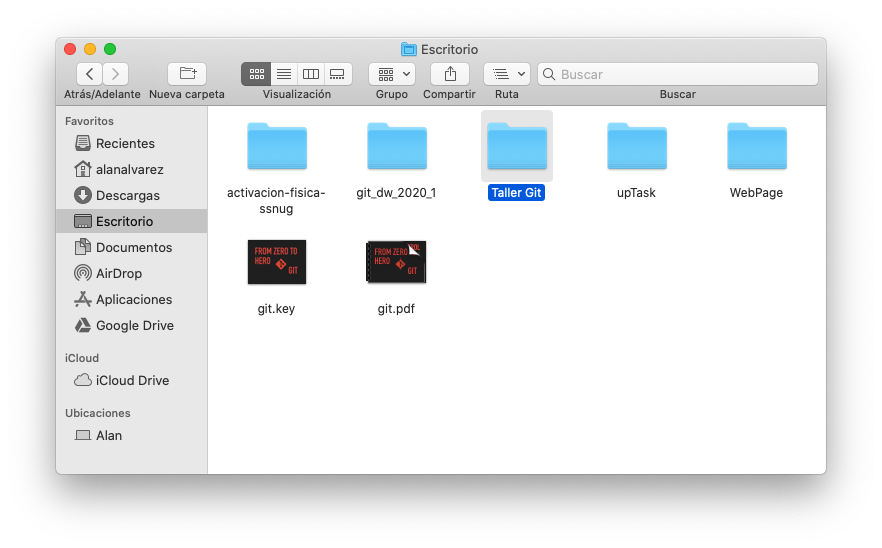 Escritorio
Atrás/Adelante
Nueva carpeta
Visualización
Grupo
Compartir
Ruta
Buscar
Buscar
Favoritos
Recientes
alanalvarez
Descargas
Escritorio
Documentos
AirDrop
Aplicaciones
Google Drive
iCloud
iCloud Drive
Ubicaciones
Alan
activacion-fisica-
ssnug
git_dw_2020_1
Taller Git
upTask
WebPage
FROM ZERO TO
HERO
GIT
git.key
FROM ZERO
HERO
GIT
git.pdf